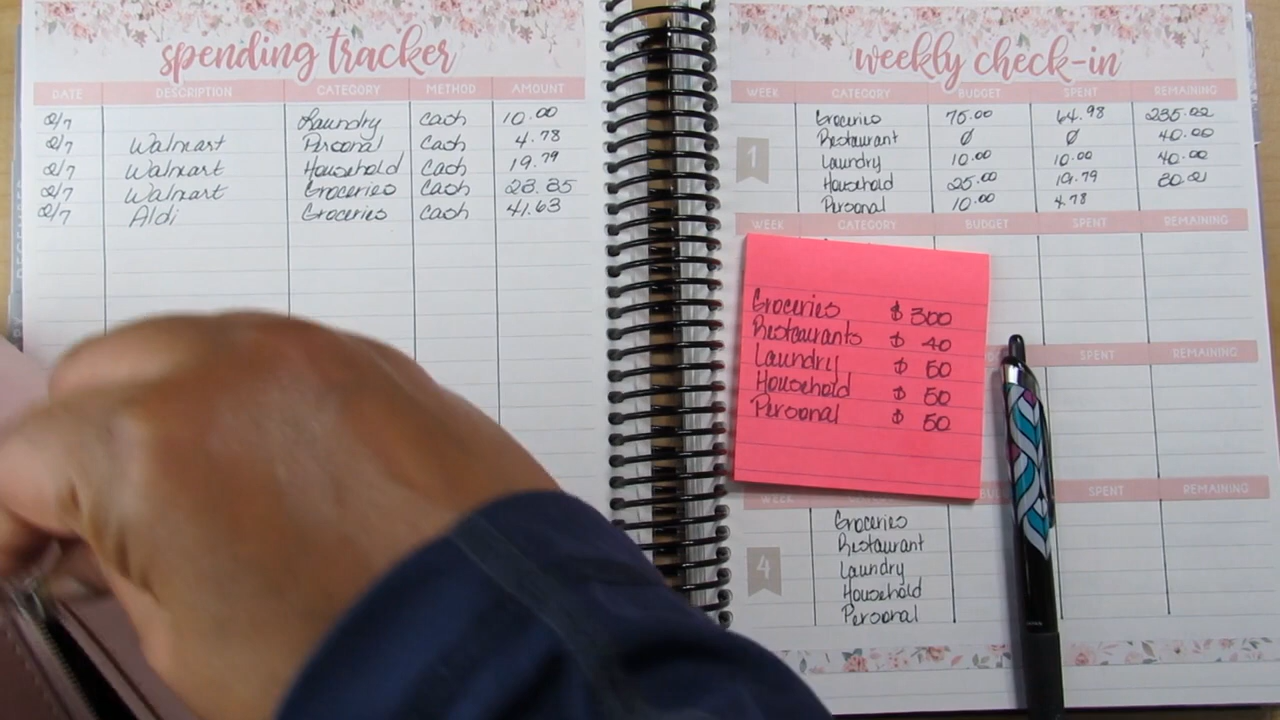 spending tracker
DATE DESCRIPTION CATEGORY METHOD AMOUNT
2/7 Laundry cash 10.00
2/7 Walmart Personal Cash 4.78
2/7 Walmart Household Cash 19.79
2/7 Walmart Groceries Cash 23.35
2/7 Aldi Groceries Cash 41.63
weekly check-in
WEEK CATEGORY BUDGET SPENT REMAINING
Groceries 75.00 64.98 235.02
Restaurant Ø Ø 40.00
1 Laundry 10.00 10.00 40.00
Household 25.00 19.79 30.21
Personal 10.00 4.78
WEEK CATEGORY BUDGET SPENT REMAINING
Groceries $ 300
Restaurants $ 40
Laundry $ 50
Household $ 50
Personal $ 50
SPENT REMAINING
WEEK SPENT REMAINING
Groceries
Restaurant
4 Laundry
Household
Personal